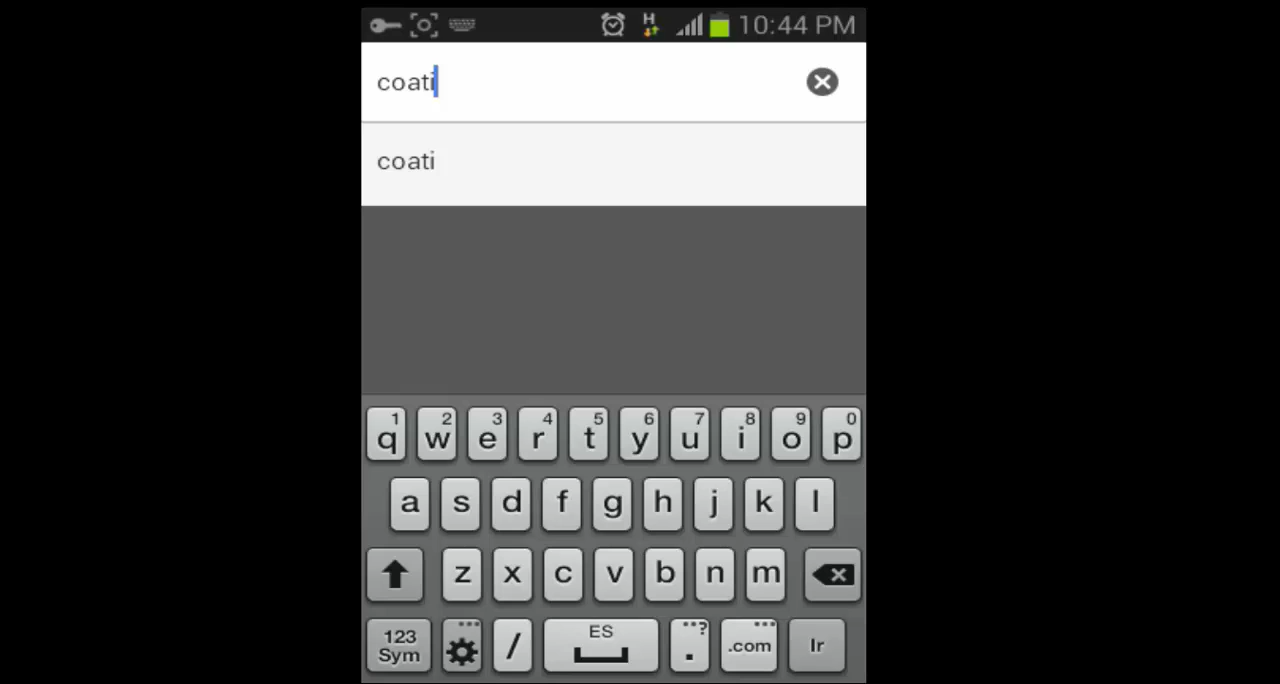 H 10:44 PM
coati
coati
1 2 3 4 5 6 7 8 9 0
q w e r t y u i o p
a s d f g h j k l
z x c v b n m
123 Sym / ES . ? .com Ir